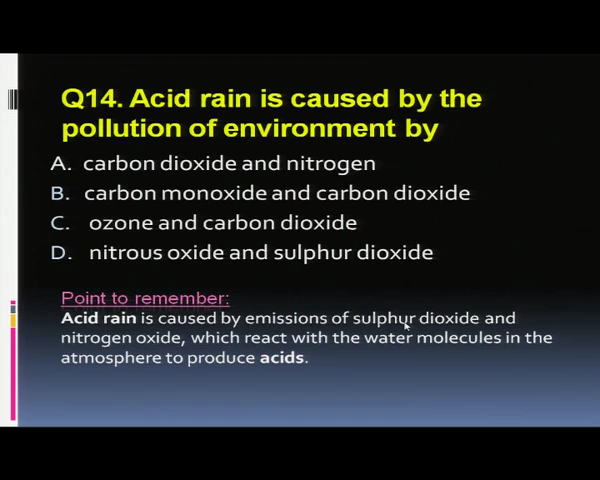 Q14. Acid rain is caused by the
pollution of environment by
A. carbon dioxide and nitrogen
B. carbon monoxide and carbon dioxide
C. ozone and carbon dioxide
D. nitrous oxide and sulphur dioxide
Point to remember:
Acid rain is caused by emissions of sulphur dioxide and
nitrogen oxide, which react with the water molecules in the
atmosphere to produce acids.